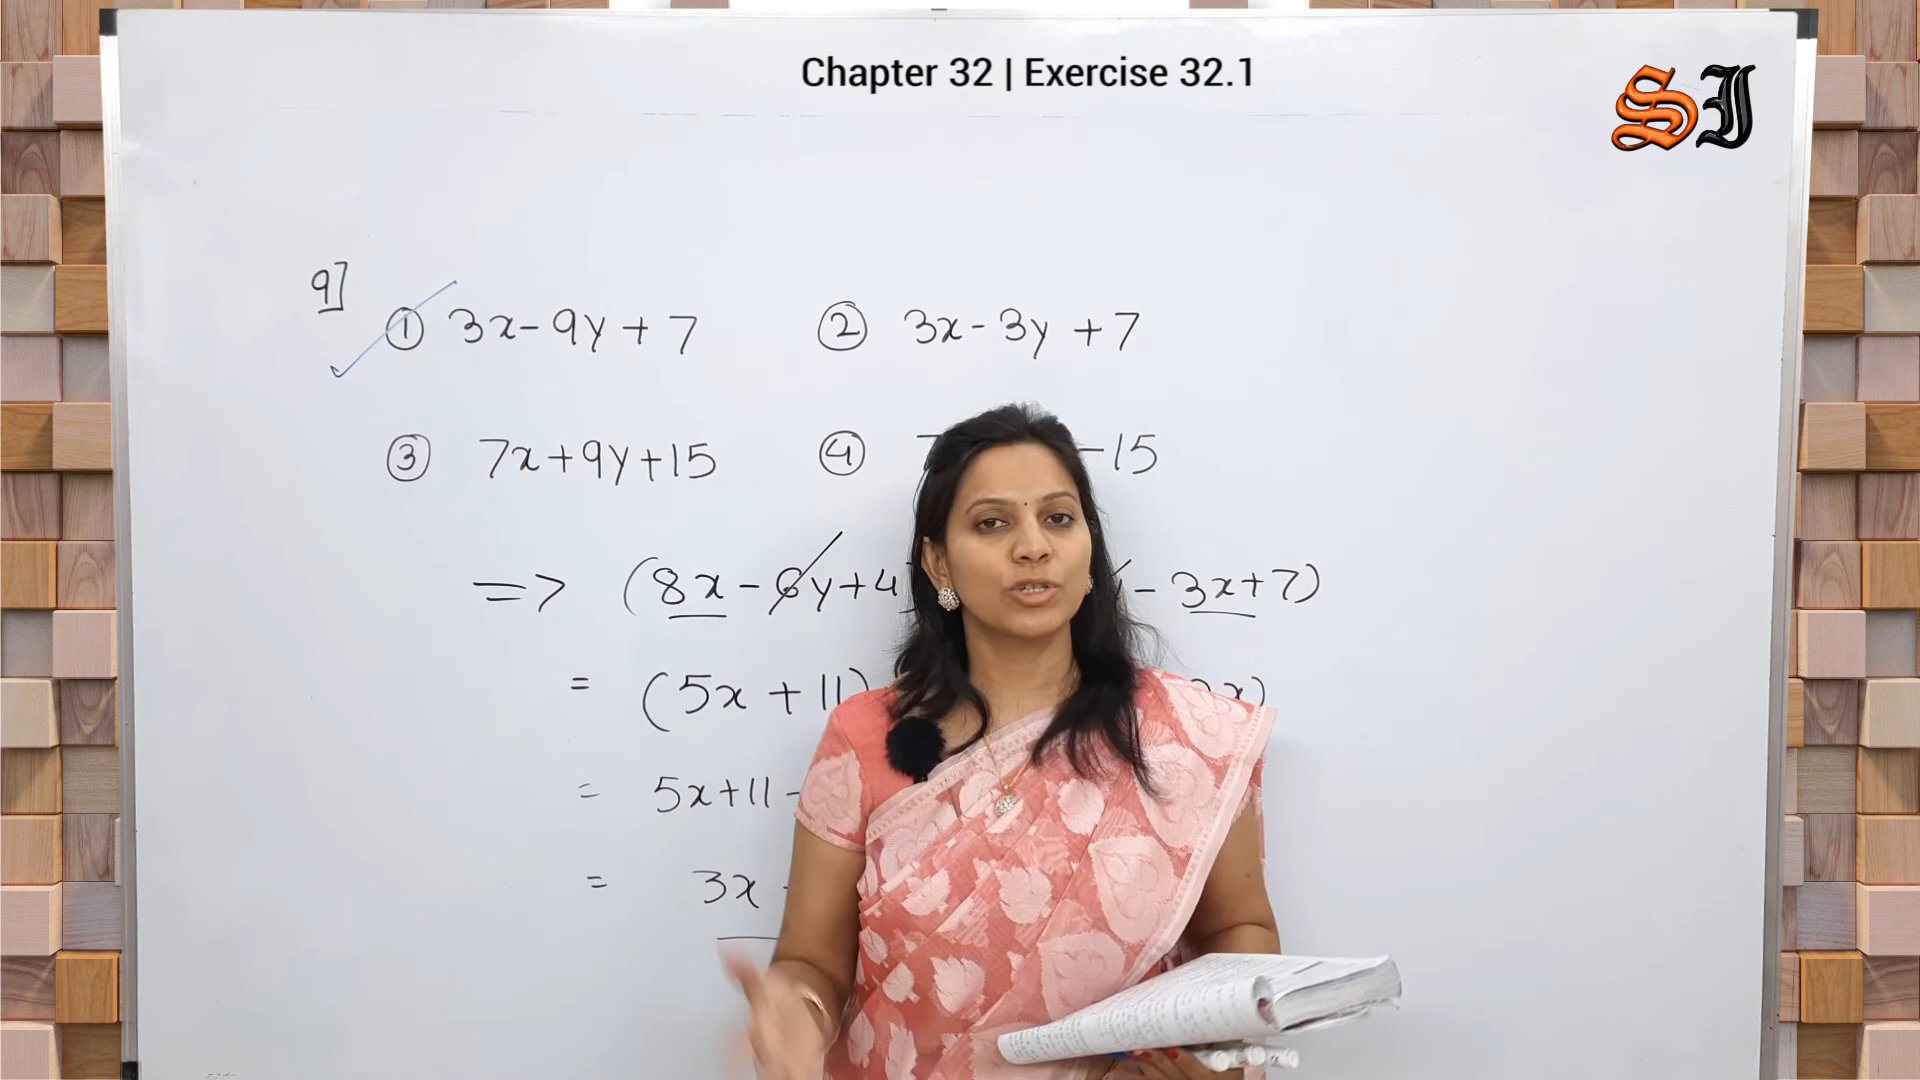 Chapter 32 | Exercise 32.1
SJ
9]
① 3x - 9y + 7 ② 3x - 3y + 7
③ 7x + 9y + 15 ④ - 15
=> (8x - 6y + 4 - 3x + 7)
= (5x + 11) x)
= 5x + 11 -
= 3x -